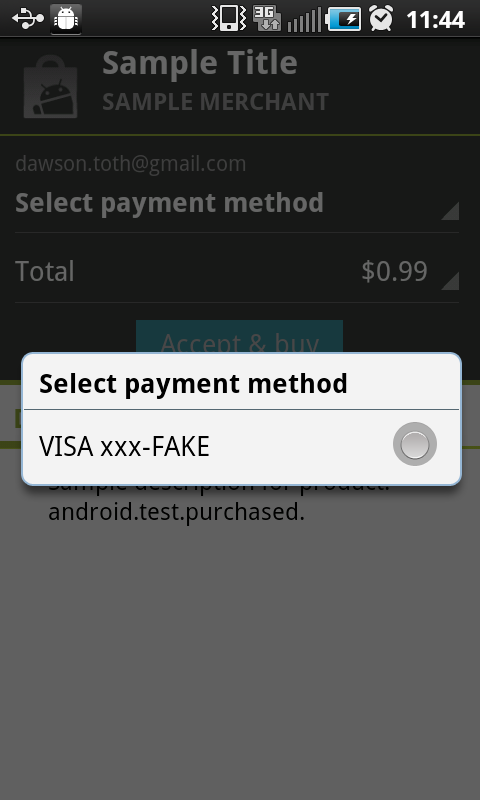 3G
11:44
Sample Title
SAMPLE MERCHANT
dawson.toth@gmail.com
Select payment method
Total $0.99
Accept & buy
Select payment method
VISA xxx-FAKE
Sample description for product:
android.test.purchased.